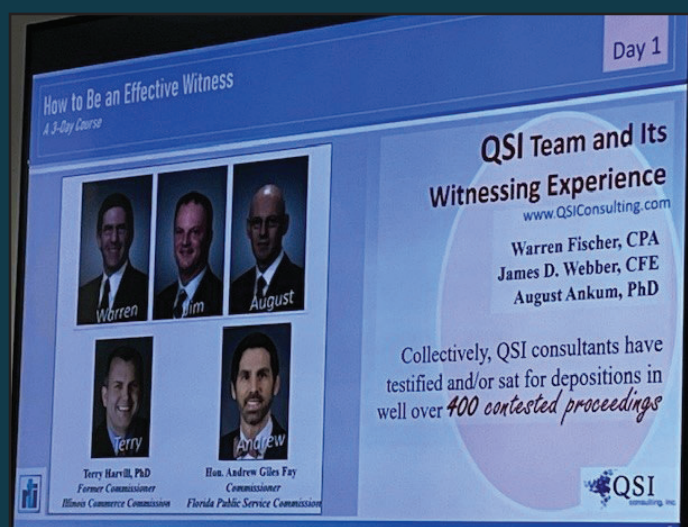 How to Be an Effective Witness
A 3-Day Course
Day 1
Warren
Jim
August
Terry
Andrew
Terry Harvill, PhD
Former Commissioner
Illinois Commerce Commission
Hon. Andrew Giles Fay
Commissioner
Florida Public Service Commission
QSI Team and Its
Witnessing Experience
www.QSIConsulting.com
Warren Fischer, CPA
James D. Webber, CFE
August Ankum, PhD
Collectively, QSI consultants have
testified and/or sat for depositions in
well over 400 contested proceedings
QSI
consulting, inc.